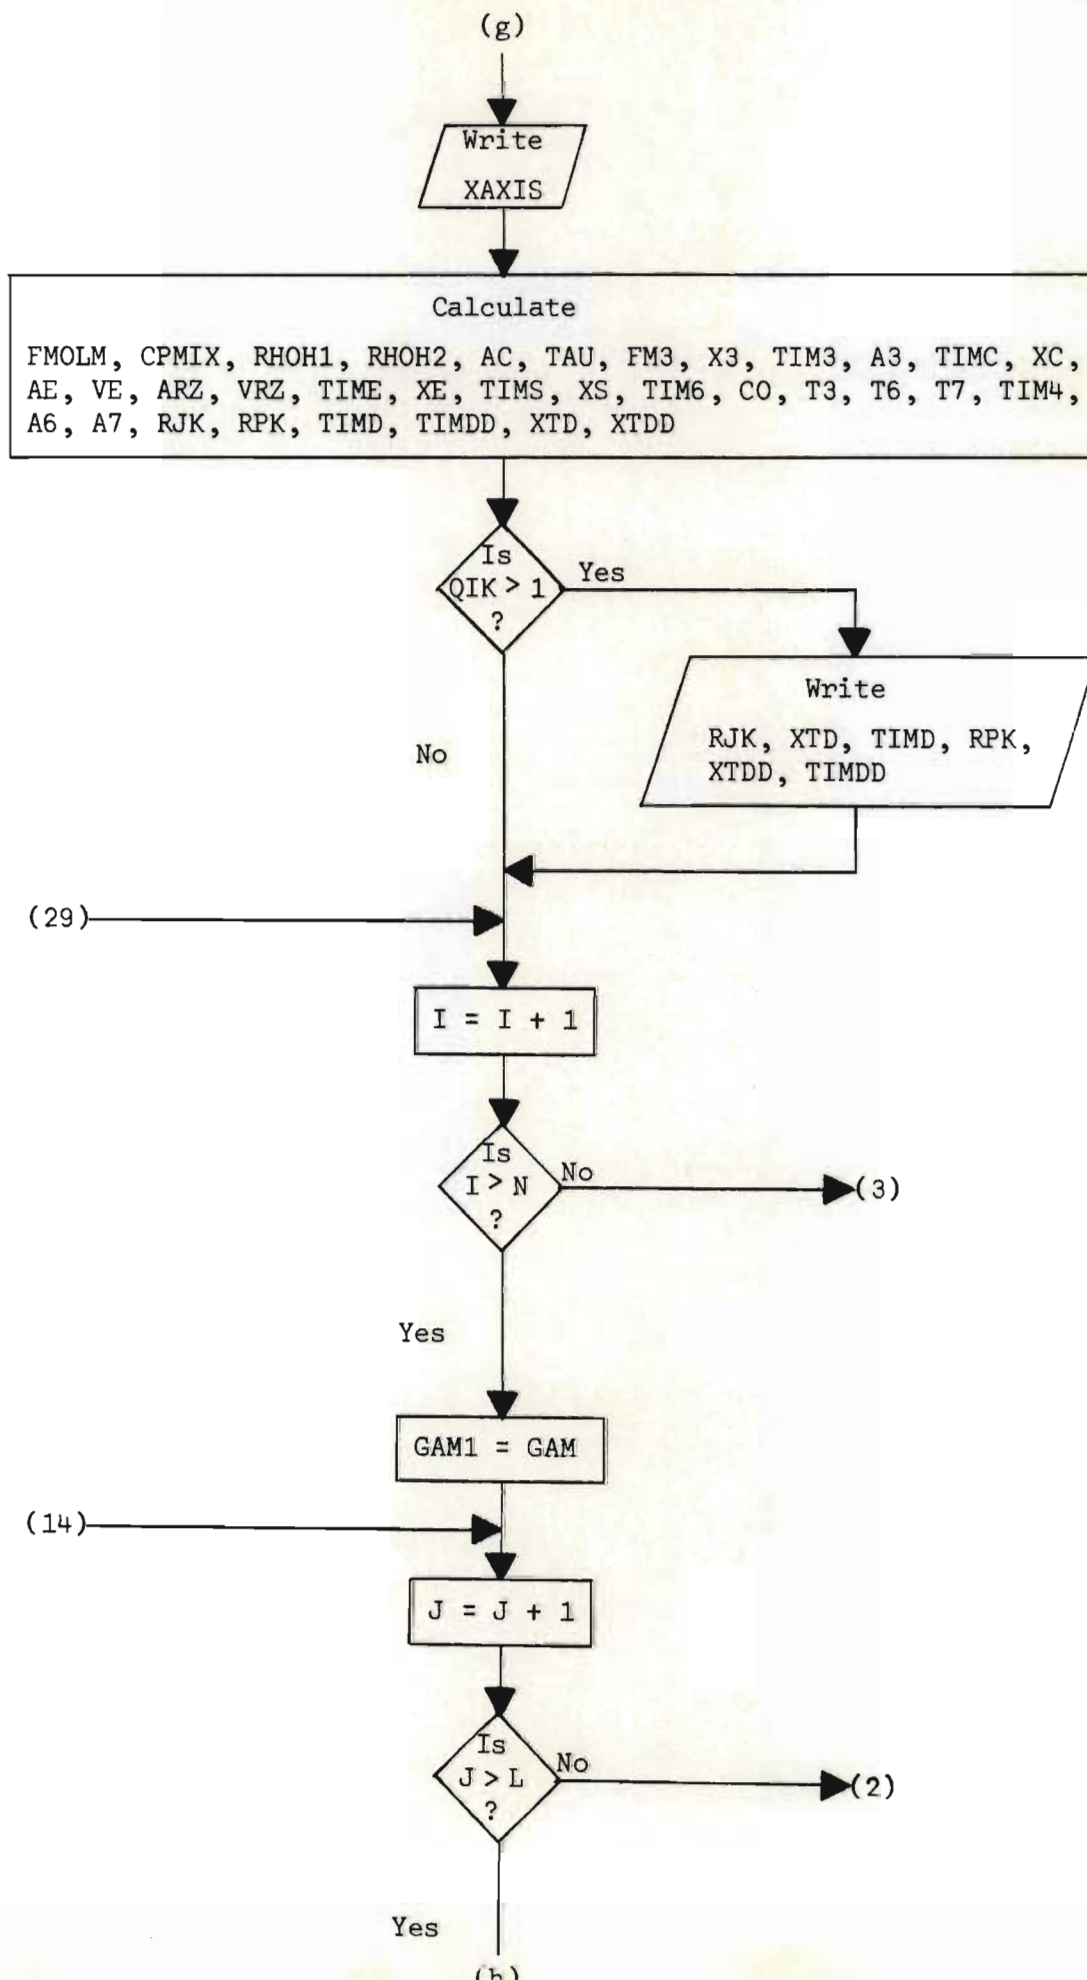 (g)
Write
XAXIS
Calculate
FMOLM, CPMIX, RHOH1, RHOH2, AC, TAU, FM3, X3, TIM3, A3, TIMC, XC,
AE, VE, ARZ, VRZ, TIME, XE, TIMS, XS, TIM6, CO, T3, T6, T7, TIM4,
A6, A7, RJK, RPK, TIMD, TIMDD, XTD, XTDD
Is
QIK > 1
?
Yes
Write
RJK, XTD, TIMD, RPK,
XTDD, TIMDD
No
(29)
I = I + 1
Is
I > N
?
No
(3)
Yes
GAM1 = GAM
(14)
J = J + 1
Is
J > L
?
No
(2)
Yes
(h)